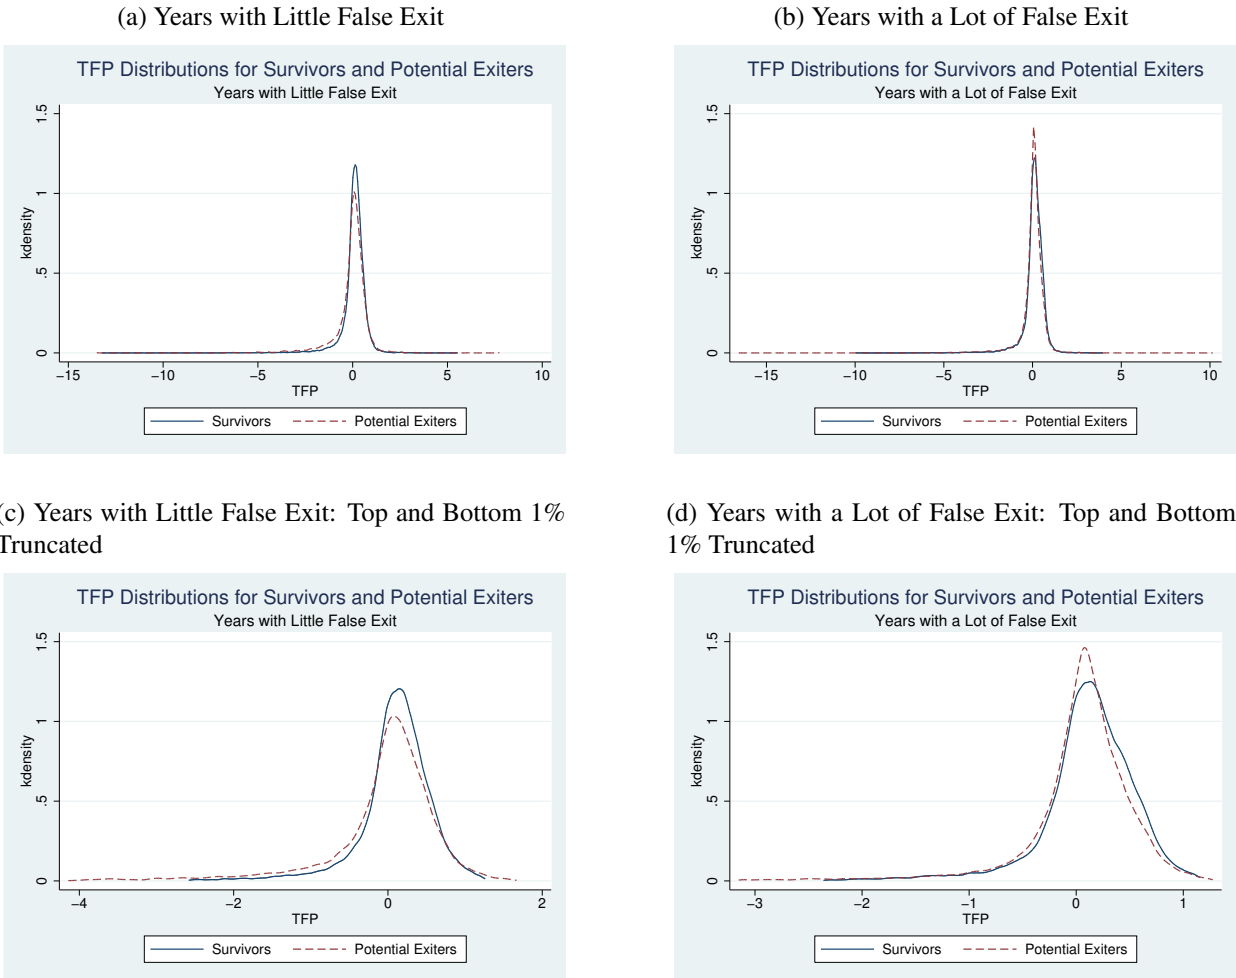 (a) Years with Little False Exit
TFP Distributions for Survivors and Potential Exiters
Years with Little False Exit
kdensity
0
.5
1
1.5
−15
−10
−5
0
5
10
TFP
Survivors
Potential Exiters
(b) Years with a Lot of False Exit
TFP Distributions for Survivors and Potential Exiters
Years with a Lot of False Exit
kdensity
0
.5
1
1.5
−15
−10
−5
0
5
10
TFP
Survivors
Potential Exiters
(c) Years with Little False Exit: Top and Bottom 1%
Truncated
TFP Distributions for Survivors and Potential Exiters
Years with Little False Exit
kdensity
0
.5
1
1.5
−4
−2
0
2
TFP
Survivors
Potential Exiters
(d) Years with a Lot of False Exit: Top and Bottom
1% Truncated
TFP Distributions for Survivors and Potential Exiters
Years with a Lot of False Exit
kdensity
0
.5
1
1.5
−3
−2
−1
0
1
TFP
Survivors
Potential Exiters